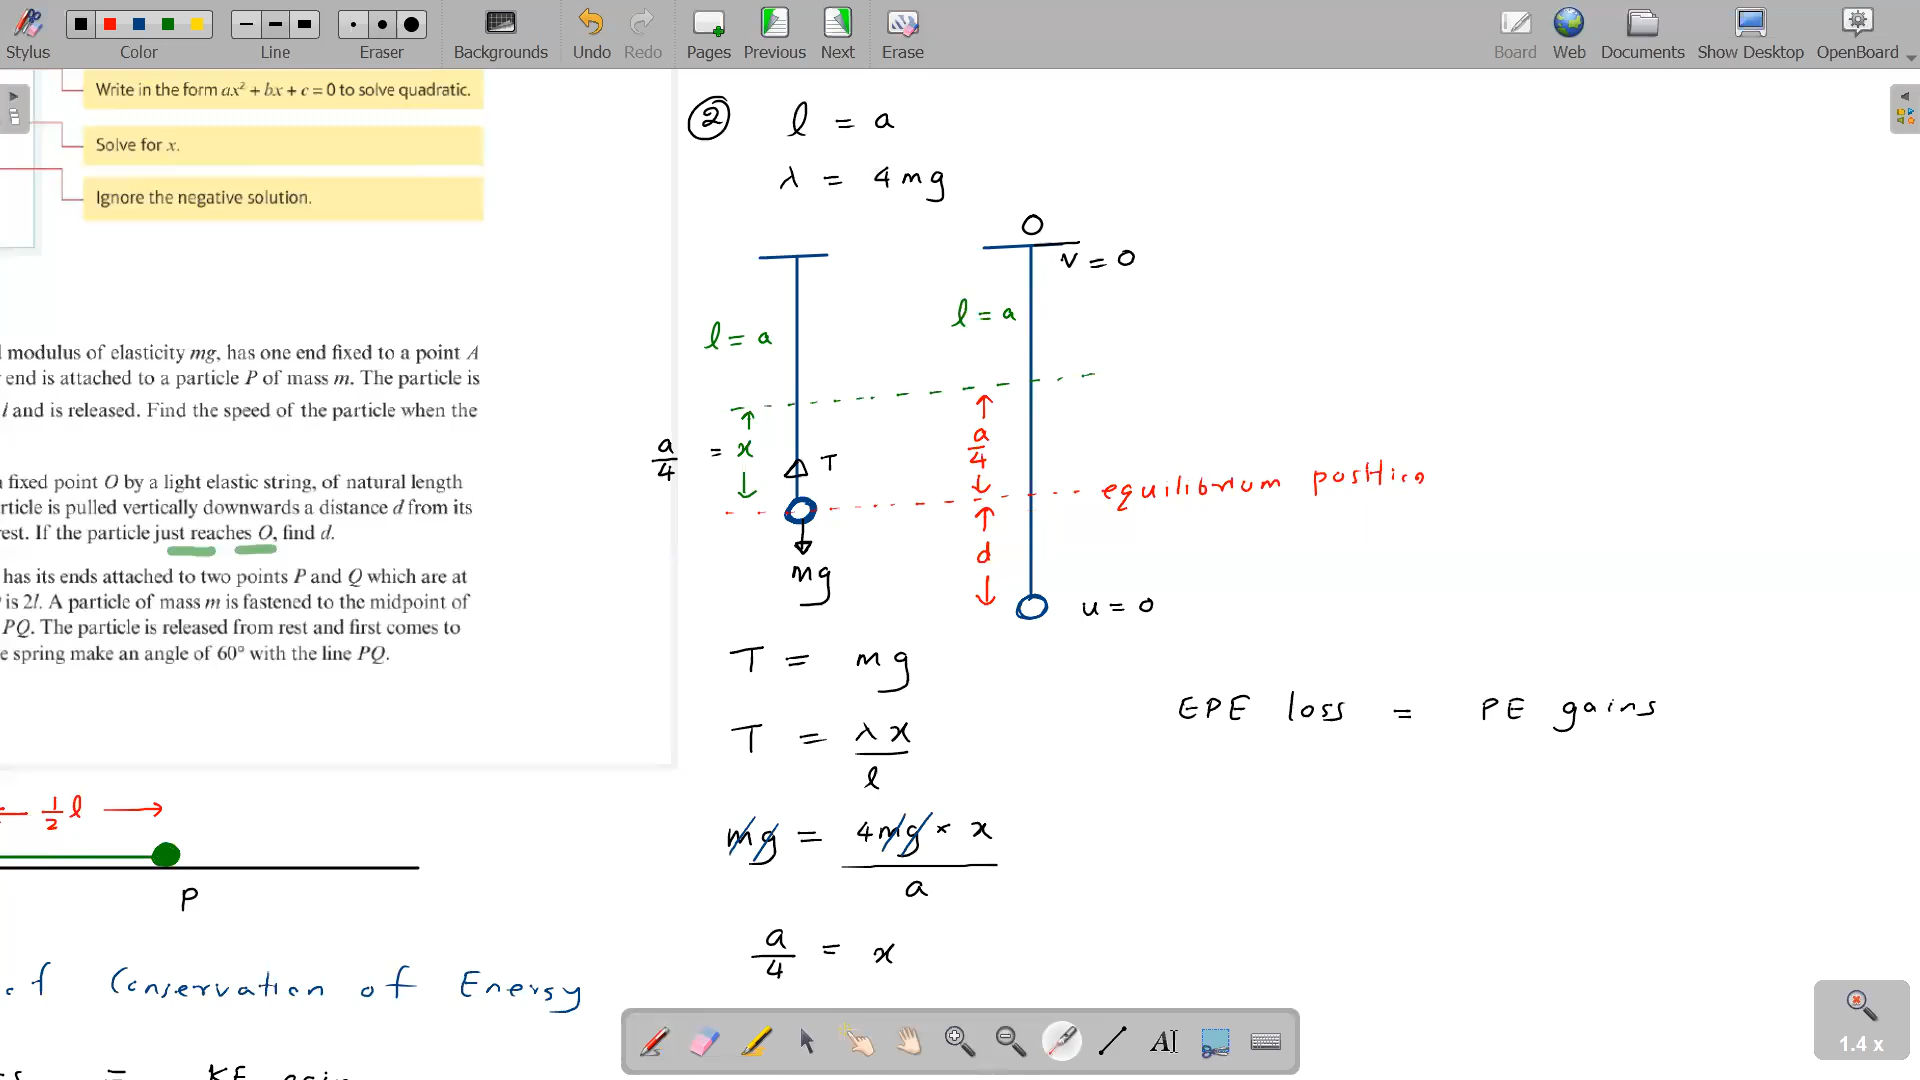 Stylus
Color
Line
Eraser
Backgrounds
Undo
Redo
Pages
Previous
Next
Erase
Board
Web
Documents
Show Desktop
OpenBoard
Write in the form ax² + bx + c = 0 to solve quadratic.
Solve for x.
Ignore the negative solution.
modulus of elasticity mg, has one end fixed to a point A
end is attached to a particle P of mass m. The particle is
l and is released. Find the speed of the particle when the
fixed point O by a light elastic string, of natural length
rticle is pulled vertically downwards a distance d from its
rest. If the particle just reaches O, find d.
has its ends attached to two points P and Q which are at
is 2l. A particle of mass m is fastened to the midpoint of
PQ. The particle is released from rest and first comes to
e spring make an angle of 60° with the line PQ.
½ l
P
of Conservation of Energy
= KE gain
② l = a
λ = 4mg
O
v = 0
l = a
l = a
a/4 = x
T
a/4
equilibrium position
mg
d
u = 0
T = mg
T = λx/l
mg = 4mg × x / a
a/4 = x
EPE loss = PE gains
1.4 x